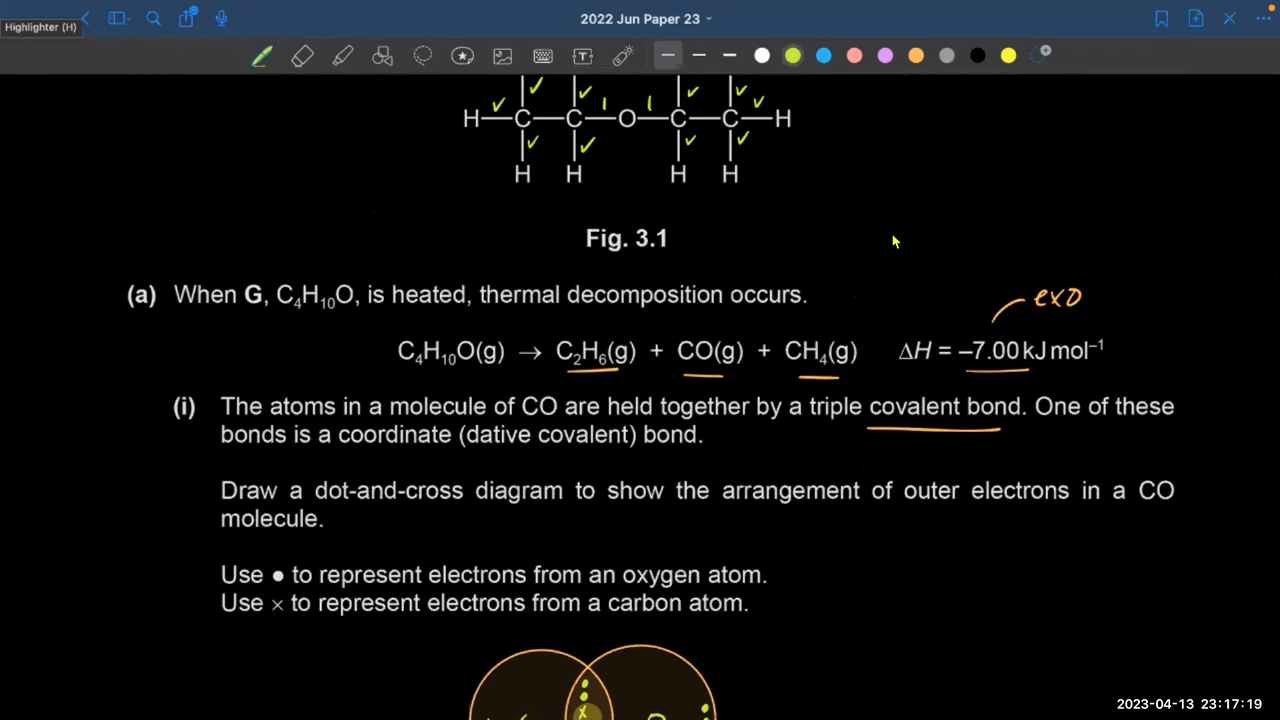 2022 Jun Paper 23
Highlighter (H)
H C C O C C H
H H H H
Fig. 3.1
(a) When G, C₄H₁₀O, is heated, thermal decomposition occurs.
exo
C₄H₁₀O(g) → C₂H₆(g) + CO(g) + CH₄(g) ΔH = –7.00 kJ mol⁻¹
(i) The atoms in a molecule of CO are held together by a triple covalent bond. One of these
bonds is a coordinate (dative covalent) bond.
Draw a dot-and-cross diagram to show the arrangement of outer electrons in a CO
molecule.
Use ● to represent electrons from an oxygen atom.
Use × to represent electrons from a carbon atom.
2023-04-13 23:17:19